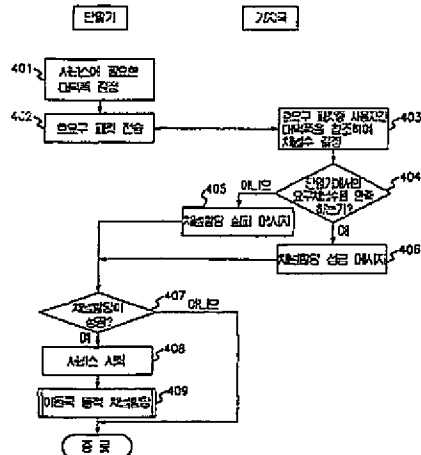 단말기
기지국
401
서비스에 필요한
대역폭 결정
402
호요구 패킷 전송
호요구 패킷중 사용자간
대역폭을 참조하여
채널수 결정
403
404
단말기에서의
요구채널수를 만족
하는가?
405
아니오
채널할당 실패 메시지
예
채널할당 성공 메시지
406
407
채널할당이
성공?
아니오
예
서비스 시작
408
409
이동국 동적 채널할당
종료